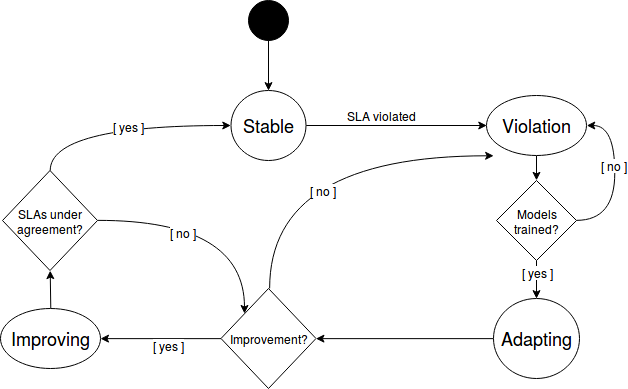 SLA violated
[ yes ]
Stable
Violation
[ no ]
[ no ]
SLAs under
agreement?
Models
trained?
[ no ]
[ yes ]
Improving
Improvement?
Adapting
[ yes ]